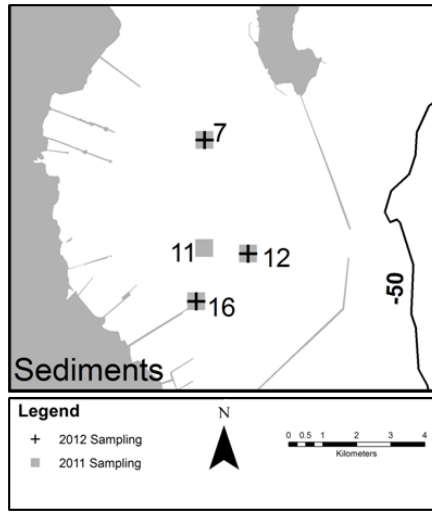 7
11
12
16
-50
Sediments
Legend
2012 Sampling
2011 Sampling
N
0 0.5 1 2 3 4
Kilometers